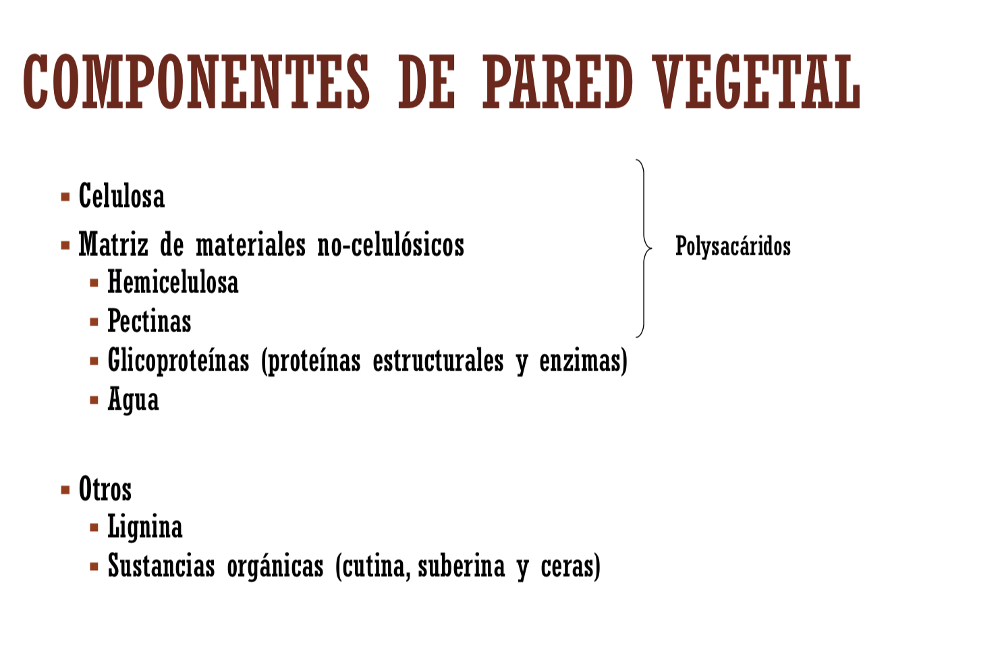 COMPONENTES DE PARED VEGETAL
Celulosa
Matriz de materiales no-celulósicos
Hemicelulosa
Pectinas
Glicoproteínas (proteínas estructurales y enzimas)
Agua
Polysacáridos
Otros
Lignina
Sustancias orgánicas (cutina, suberina y ceras)